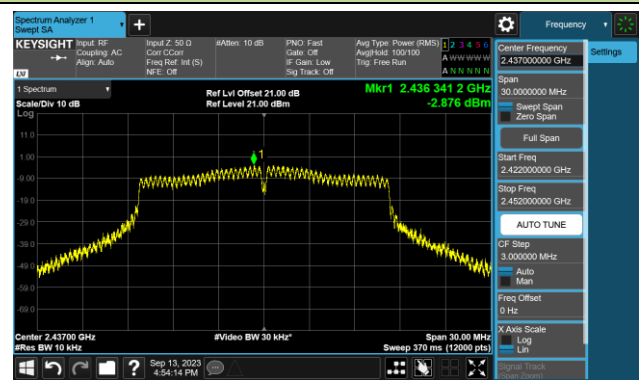 Spectrum Analyzer 1
Swept SA
Frequency
KEYSIGHT
Input: RF
Coupling: AC
Align: Auto
Input Z: 50 Ω
Corr CCorr
Freq Ref: Int (S)
NFE: Off
#Atten: 10 dB
PNO: Fast
Gate: Off
IF Gain: Low
Sig Track: Off
Avg Type: Power (RMS)
Avg|Hold: 100/100
Trig: Free Run
1 2 3 4 5 6
A W W W W W
A N N N N N
LXI
1 Spectrum
Scale/Div 10 dB
Log
Ref Lvl Offset 21.00 dB
Ref Level 21.00 dBm
Mkr1 2.436 341 2 GHz
-2.876 dBm
1
11.0
1.00
-9.00
-19.0
-29.0
-39.0
-49.0
-59.0
-69.0
Center 2.43700 GHz
#Res BW 10 kHz
#Video BW 30 kHz*
Span 30.00 MHz
Sweep 370 ms (12000 pts)
Sep 13, 2023
4:54:14 PM
Center Frequency
2.437000000 GHz
Settings
Span
30.0000000 MHz
Swept Span
Zero Span
Full Span
Start Freq
2.422000000 GHz
Stop Freq
2.452000000 GHz
AUTO TUNE
CF Step
3.000000 MHz
Auto
Man
Freq Offset
0 Hz
X Axis Scale
Log
Lin
Signal Track
(Span Zoom)